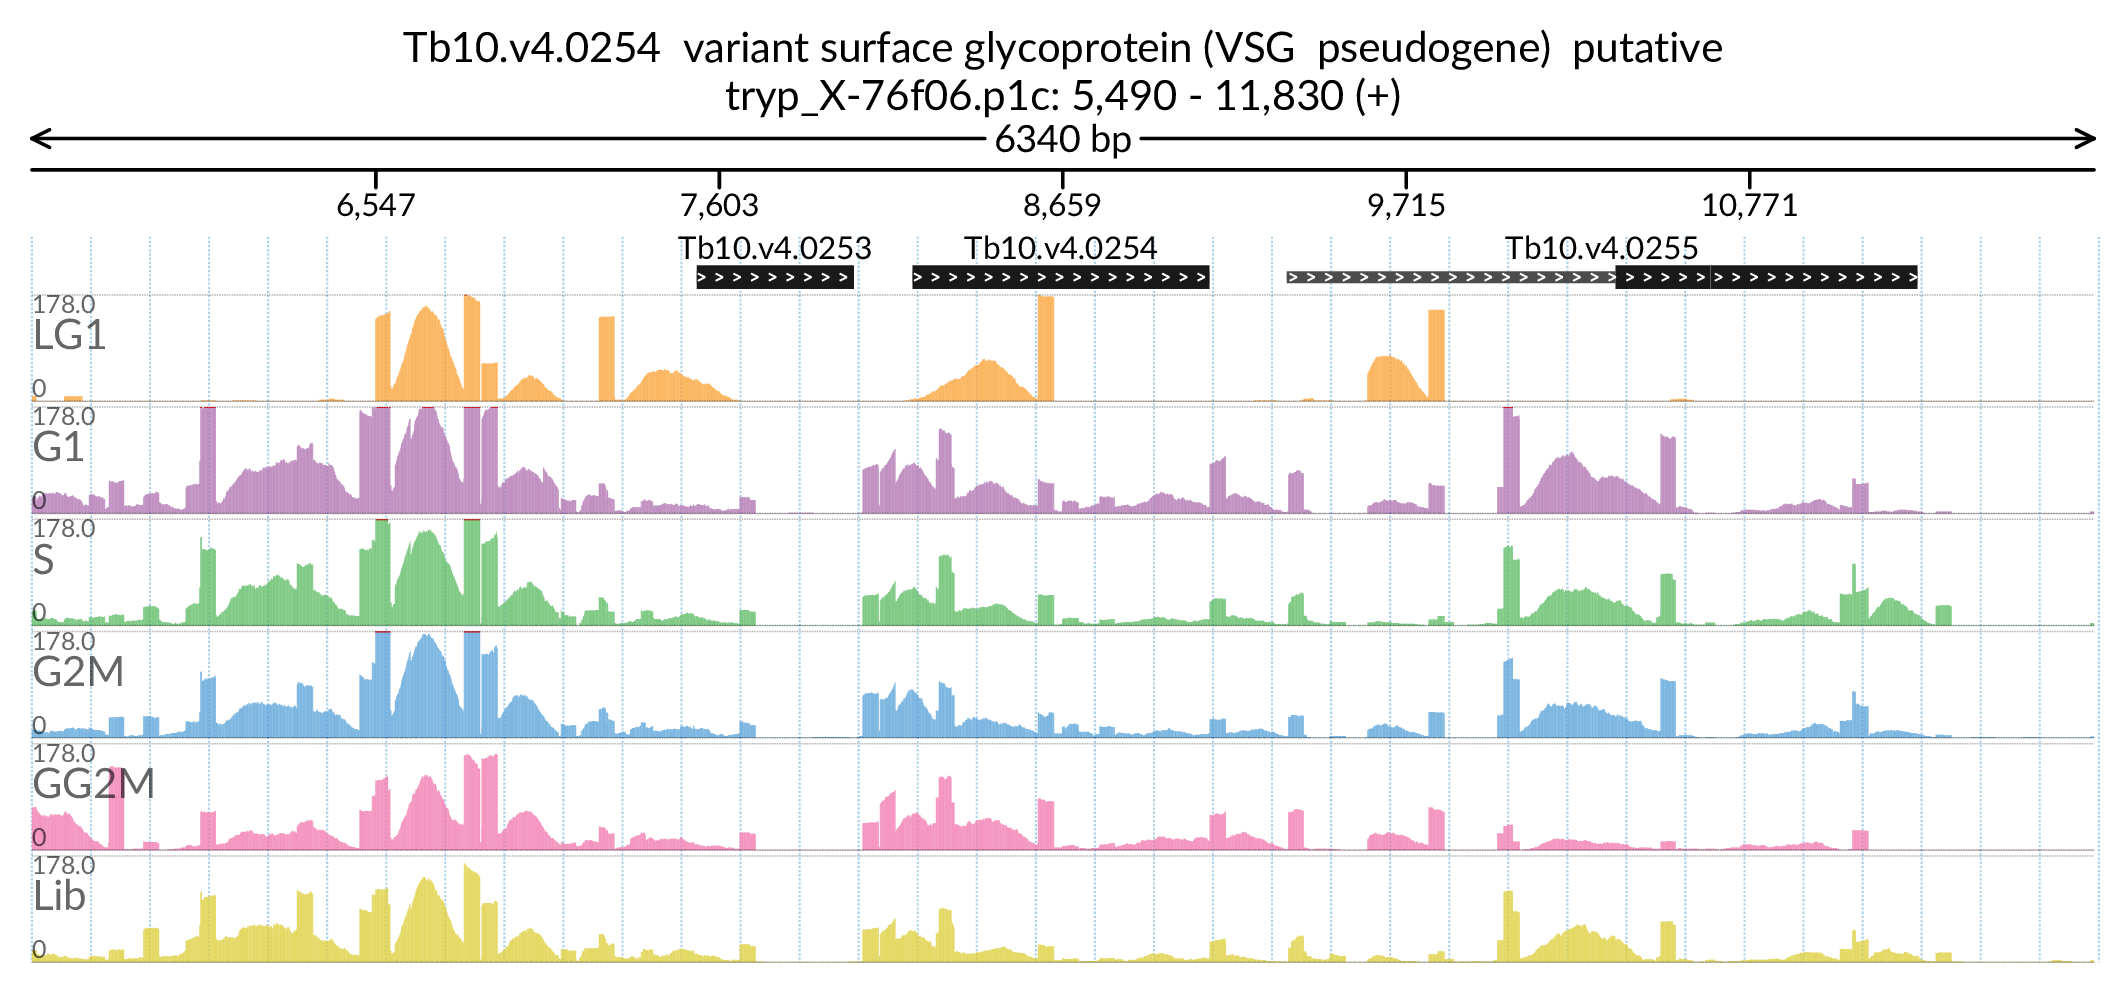 Tb10.v4.0254  variant surface glycoprotein (VSG  pseudogene)  putative
tryp_X-76f06.p1c: 5,490 - 11,830 (+)
6340 bp
6,547 7,603 8,659 9,715 10,771
Tb10.v4.0253 Tb10.v4.0254 Tb10.v4.0255
178.0
LG1
0
178.0
G1
0
178.0
S
0
178.0
G2M
0
178.0
GG2M
0
178.0
Lib
0